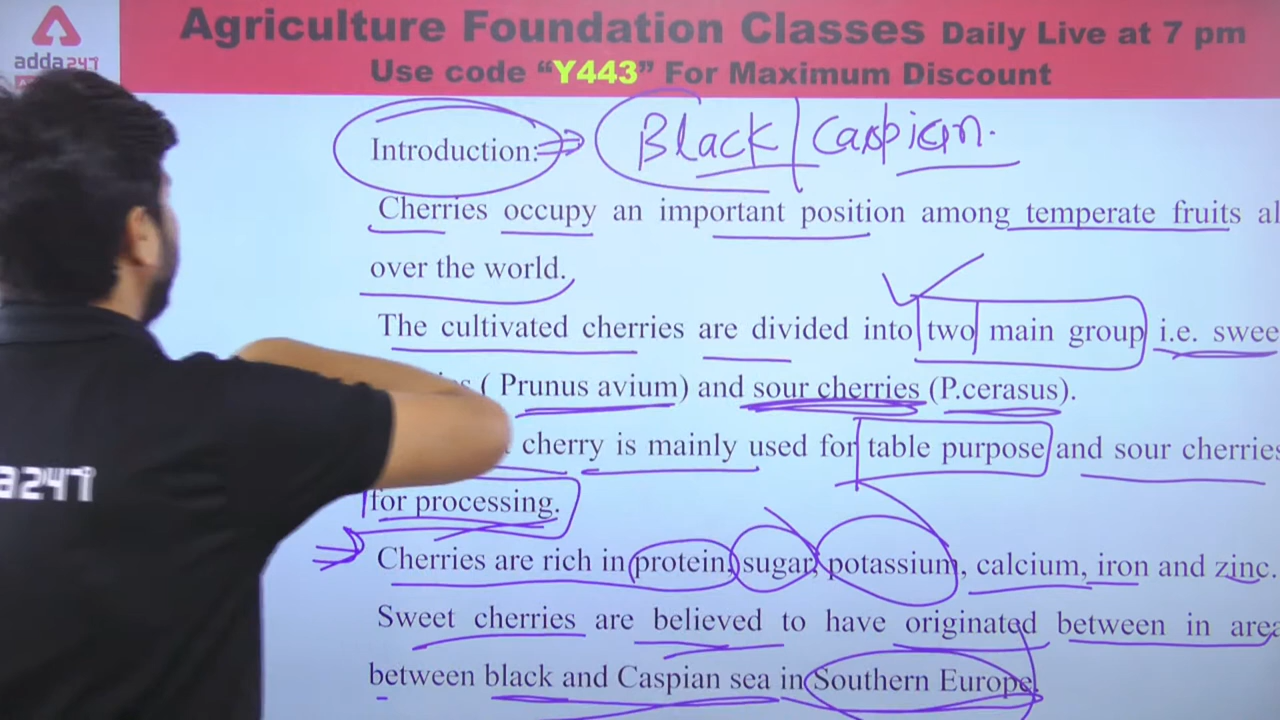 Agriculture Foundation Classes Daily Live at 7 pm
adda247
Use code “Y443” For Maximum Discount
Introduction: Black Caspian.
Cherries occupy an important position among temperate fruits al
over the world.
The cultivated cherries are divided into two main group i.e. swee
( Prunus avium) and sour cherries (P.cerasus).
cherry is mainly used for table purpose and sour cherries
for processing.
Cherries are rich in protein, sugar, potassium, calcium, iron and zinc.
Sweet cherries are believed to have originated between in area
between black and Caspian sea in Southern Europe.
a247